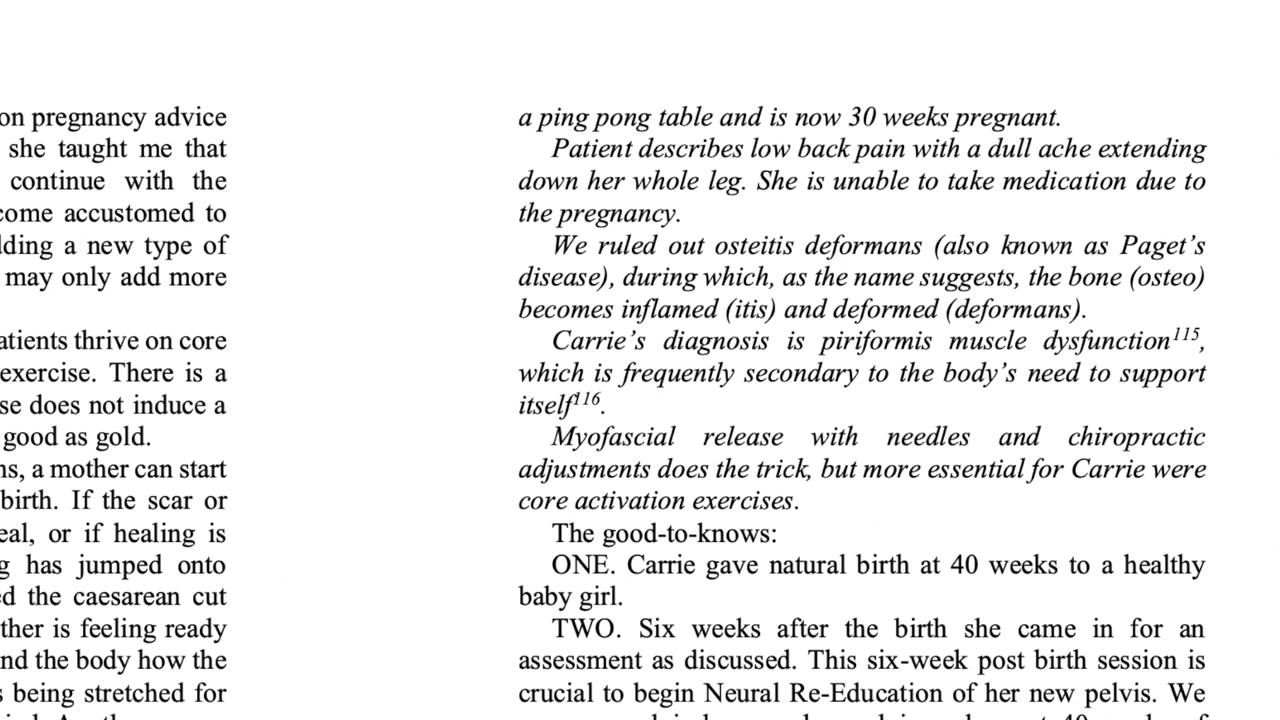 on pregnancy advice
she taught me that
continue with the
accustomed to
a new type of
may only add more
thrive on core
exercise. There is a
does not induce a
good as gold.
a mother can start
birth. If the scar or
or if healing is
has jumped onto
the caesarean cut
is feeling ready
the body how the
being stretched for
a ping pong table and is now 30 weeks pregnant.
Patient describes low back pain with a dull ache extending
down her whole leg. She is unable to take medication due to
the pregnancy.
We ruled out osteitis deformans (also known as Paget’s
disease), during which, as the name suggests, the bone (osteo)
becomes inflamed (itis) and deformed (deformans).
Carrie’s diagnosis is piriformis muscle dysfunction¹¹⁵,
which is frequently secondary to the body’s need to support
itself¹¹⁶.
Myofascial release with needles and chiropractic
adjustments does the trick, but more essential for Carrie were
core activation exercises.
The good-to-knows:
ONE. Carrie gave natural birth at 40 weeks to a healthy
baby girl.
TWO. Six weeks after the birth she came in for an
assessment as discussed. This six-week post birth session is
crucial to begin Neural Re-Education of her new pelvis. We